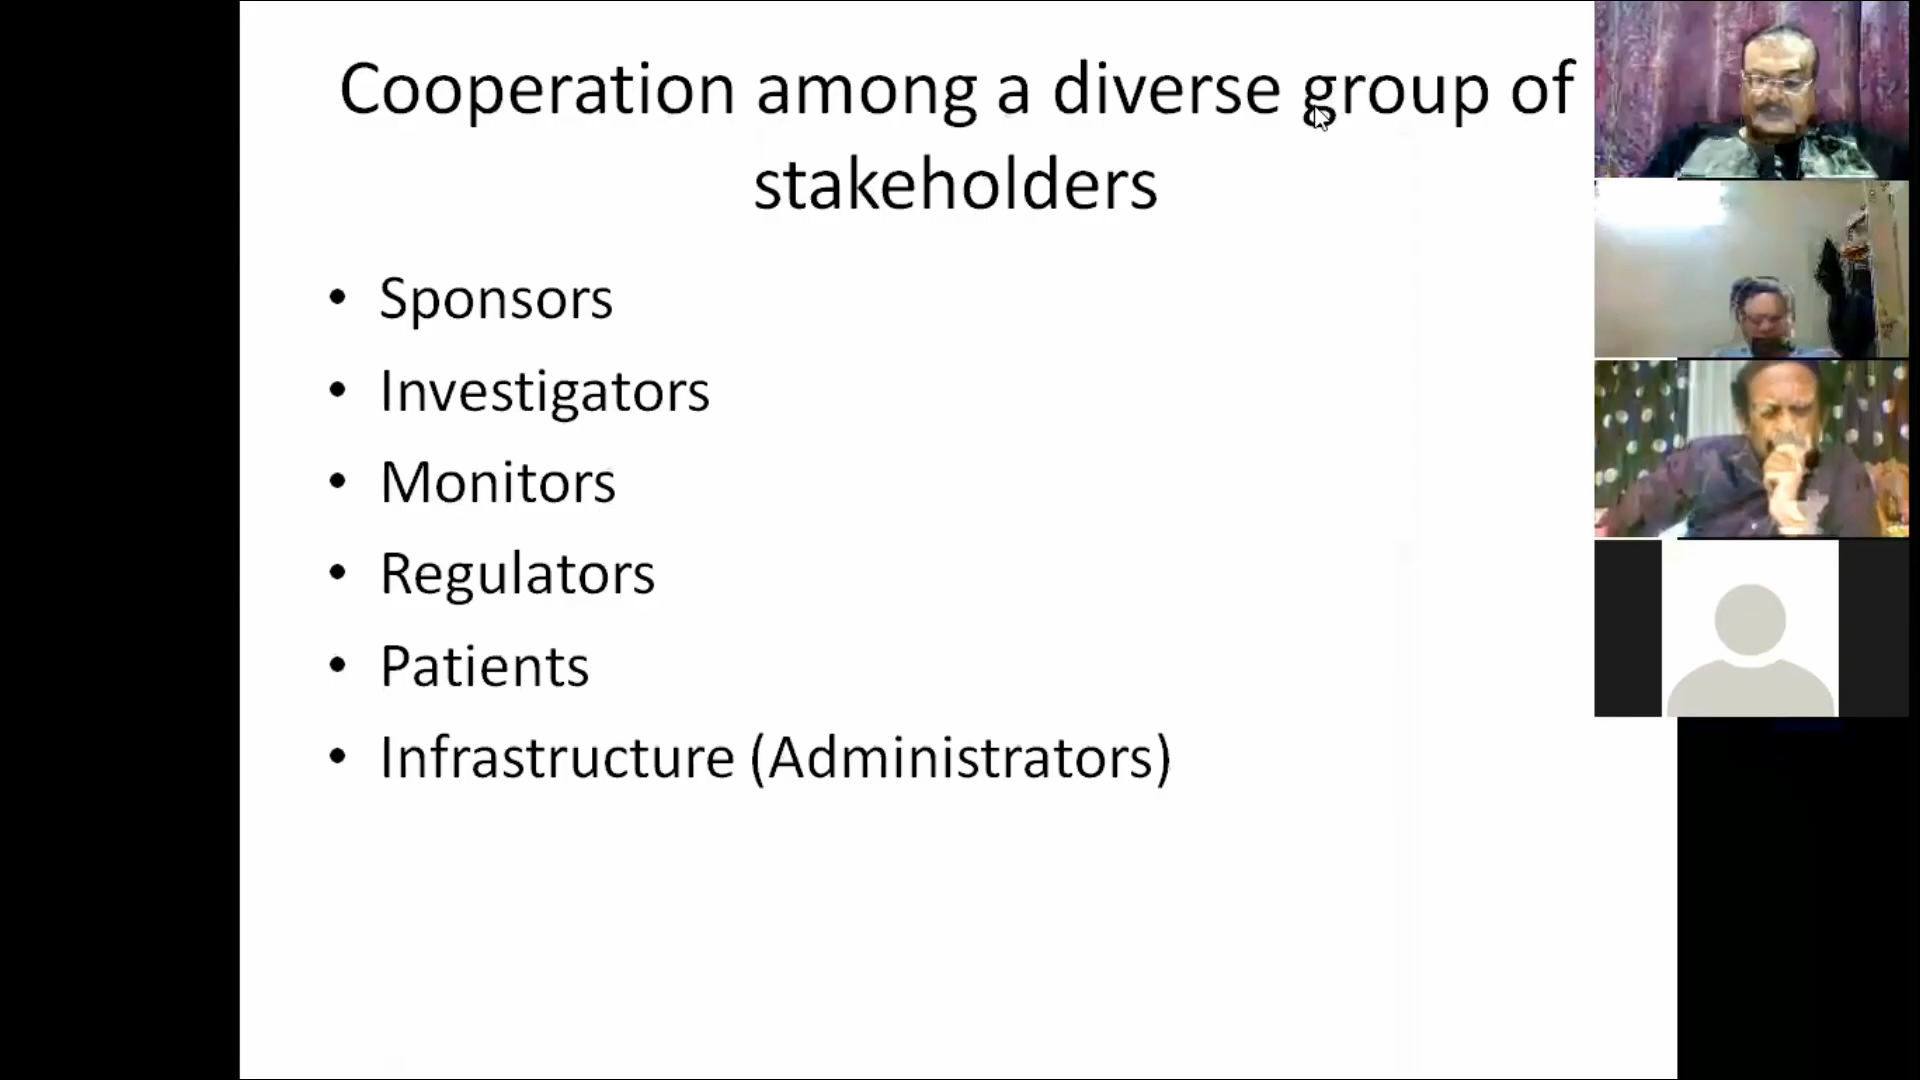 Cooperation among a diverse group of
stakeholders
• Sponsors
• Investigators
• Monitors
• Regulators
• Patients
• Infrastructure (Administrators)